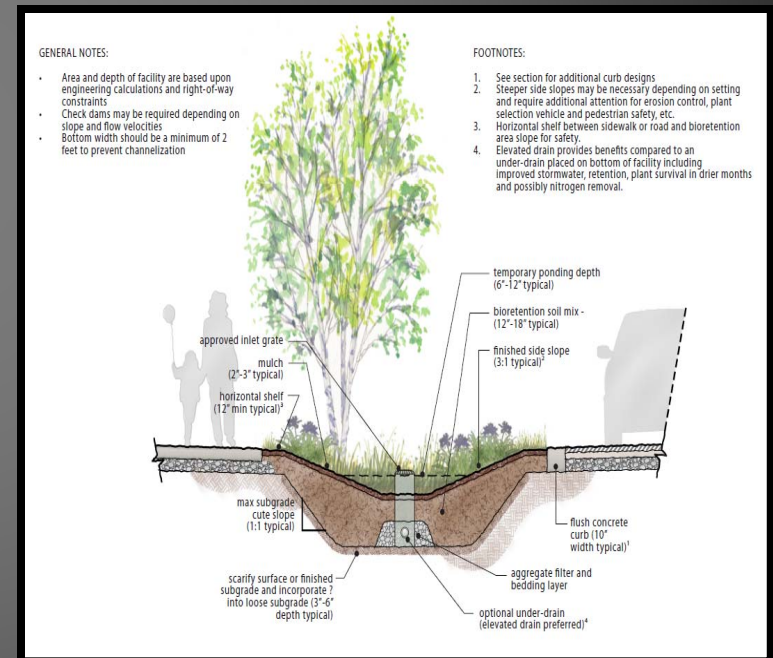 GENERAL NOTES:
• Area and depth of facility are based upon
engineering calculations and right-of-way
constraints
• Check dams may be required depending on
slope and flow velocities
• Bottom width should be a minimum of 2
feet to prevent channelization
FOOTNOTES:
1. See section for additional curb designs
2. Steeper side slopes may be necessary depending on setting
and require additional attention for erosion control, plant
selection vehicle and pedestrian safety, etc.
3. Horizontal shelf between sidewalk or road and bioretention
area slope for safety.
4. Elevated drain provides benefits compared to an
under-drain placed on bottom of facility including
improved stormwater, retention, plant survival in drier months
and possibly nitrogen removal.
approved inlet grate
mulch
(2"-3" typical)
horizontal shelf
(12" min typical)³
max subgrade
cute slope
(1:1 typical)
scarify surface or finished
subgrade and incorporate ?
into loose subgrade (3"-6"
depth typical)
temporary ponding depth
(6"-12" typical)
bioretention soil mix -
(12"-18" typical)
finished side slope
(3:1 typical)²
flush concrete
curb (10"
width typical)¹
aggregate filter and
bedding layer
optional under-drain
(elevated drain preferred)⁴